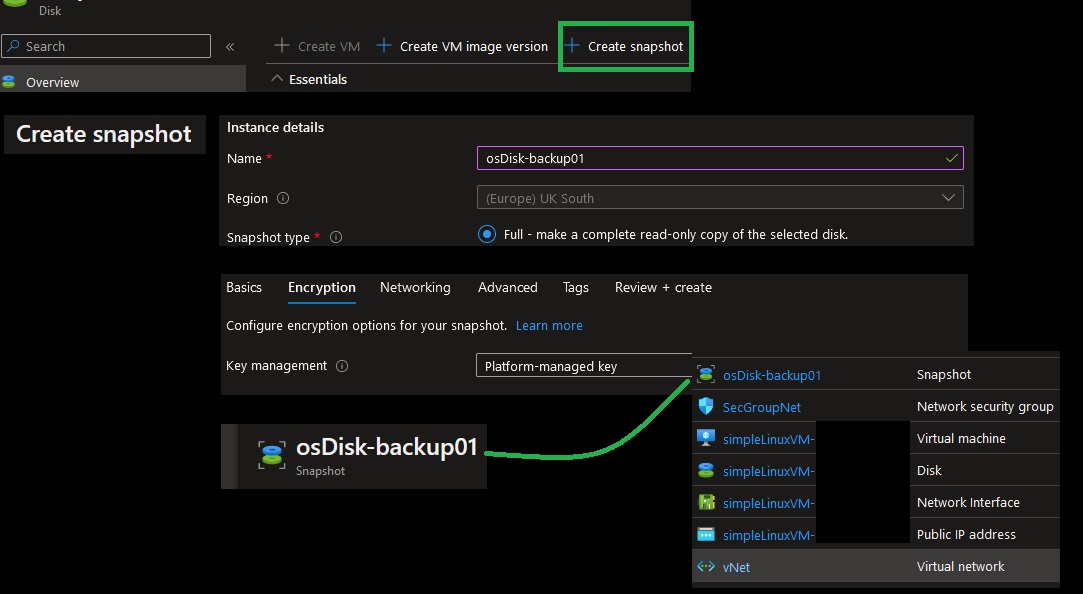 Disk
Search
«
Create VM
Create VM image version
Create snapshot
Overview
Essentials
Create snapshot
Instance details
Name *
osDisk-backup01
Region
(Europe) UK South
Snapshot type *
Full - make a complete read-only copy of the selected disk.
Basics
Encryption
Networking
Advanced
Tags
Review + create
Configure encryption options for your snapshot. Learn more
Key management
Platform-managed key
osDisk-backup01
Snapshot
osDisk-backup01 Snapshot
SecGroupNet Network security group
simpleLinuxVM- Virtual machine
simpleLinuxVM- Disk
simpleLinuxVM- Network Interface
simpleLinuxVM- Public IP address
vNet Virtual network